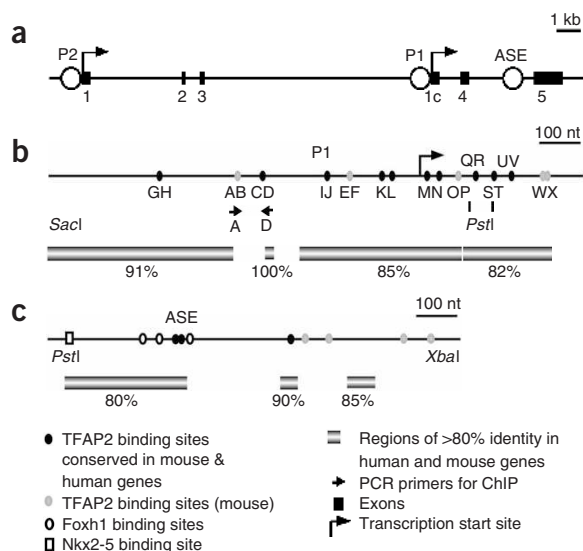 a
P2
P1
ASE
1 kb
1
2
3
1c
4
5
b
100 nt
P1
QR
UV
GH
AB
CD
IJ
EF
KL
MN
OP
ST
WX
A
D
SacI
PstI
91%
100%
85%
82%
c
100 nt
ASE
PstI
XbaI
80%
90%
85%
TFAP2 binding sites
conserved in mouse &
human genes
TFAP2 binding sites (mouse)
Foxh1 binding sites
Nkx2-5 binding site
Regions of >80% identity in
human and mouse genes
PCR primers for ChIP
Exons
Transcription start site